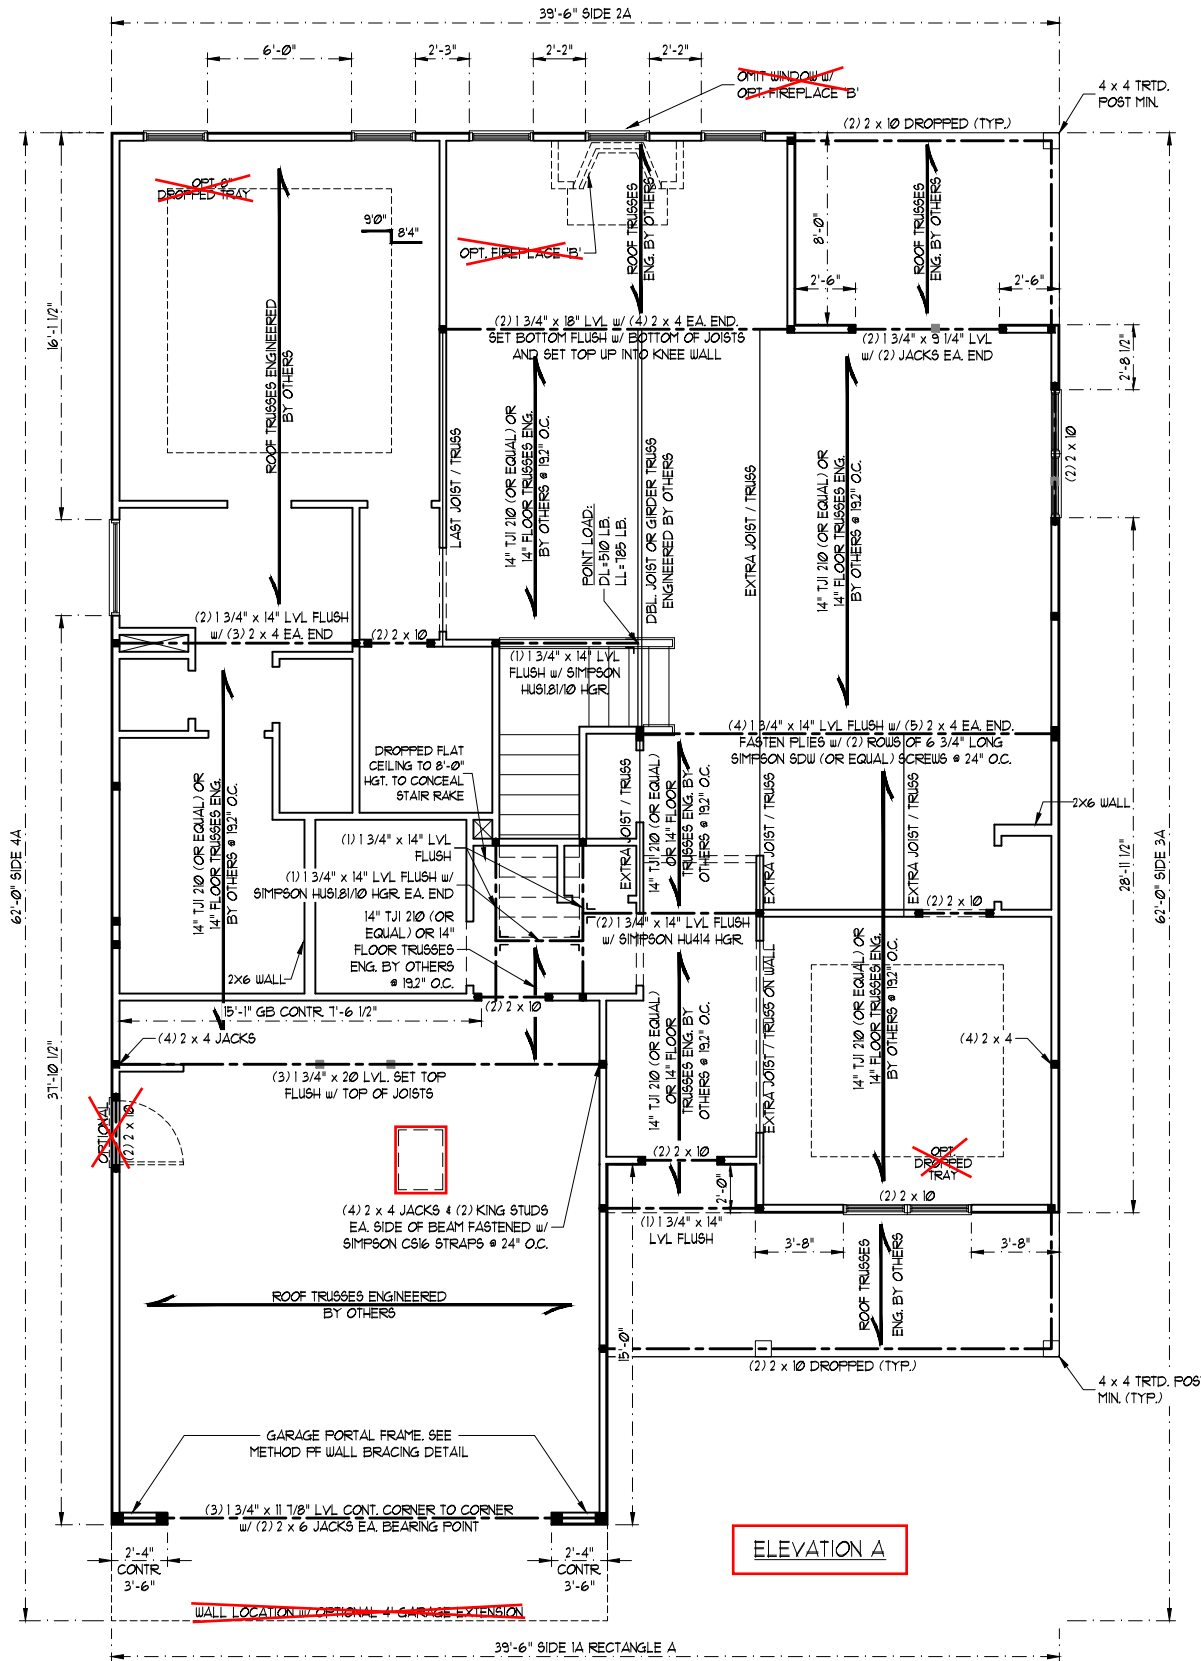 39'-6" SIDE 2A
6'-0"
2'-3"
2'-2"
2'-2"
OMIT WINDOW w/
OPT. FIREPLACE 'B'
4 x 4 TRTD.
POST MIN.
(2) 2 x 10 DROPPED (TYP.)
OPT. 9"
DROPPED TRAY
9'0"
8'4"
OPT. FIREPLACE 'B'
ROOF TRUSSES
ENG. BY OTHERS
ROOF TRUSSES
ENG. BY OTHERS
8'-0"
2'-6"
2'-6"
16'-1 1/2"
ROOF TRUSSES ENGINEERED
BY OTHERS
(2) 1 3/4" x 18" LVL w/ (4) 2 x 4 EA. END.
SET BOTTOM FLUSH w/ BOTTOM OF JOISTS
AND SET TOP UP INTO KNEE WALL
(2) 1 3/4" x 9 1/4" LVL
w/ (2) JACKS EA. END
2'-8 1/2"
(2) 2 x 10
LAST JOIST / TRUSS
14" TJI 210 (OR EQUAL) OR
14" FLOOR TRUSSES ENG.
BY OTHERS @ 19.2" O.C.
POINT LOAD:
DL=510 LB.
LL=785 LB.
DBL. JOIST OR GIRDER TRUSS
ENGINEERED BY OTHERS
EXTRA JOIST / TRUSS
14" TJI 210 (OR EQUAL) OR
14" FLOOR TRUSSES ENG.
BY OTHERS @ 19.2" O.C.
(2) 1 3/4" x 14" LVL FLUSH
w/ (3) 2 x 4 EA. END
(2) 2 x 10
(1) 1 3/4" x 14" LVL
FLUSH w/ SIMPSON
HUS1.81/10 HGR.
(4) 1 3/4" x 14" LVL FLUSH w/ (5) 2 x 4 EA. END.
FASTEN PLIES w/ (2) ROWS OF 6 3/4" LONG
SIMPSON SDW (OR EQUAL) SCREWS @ 24" O.C.
DROPPED FLAT
CEILING TO 8'-0"
HGT. TO CONCEAL
STAIR RAKE
14" TJI 210 (OR EQUAL) OR
14" FLOOR TRUSSES ENG.
BY OTHERS @ 19.2" O.C.
EXTRA JOIST / TRUSS
14" TJI 210 (OR EQUAL)
OR 14" FLOOR
TRUSSES ENG. BY
OTHERS @ 19.2" O.C.
EXTRA JOIST / TRUSS
EXTRA JOIST / TRUSS
2X6 WALL
(1) 1 3/4" x 14" LVL
FLUSH
(1) 1 3/4" x 14" LVL FLUSH w/
SIMPSON HUS1.81/10 HGR. EA. END
14" TJI 210 (OR
EQUAL) OR 14"
FLOOR TRUSSES
ENG. BY OTHERS
@ 19.2" O.C.
(2) 1 3/4" x 14" LVL FLUSH
w/ SIMPSON HU414 HGR.
(2) 2 x 10
62'-0" SIDE 4A
28'-11 1/2"
62'-0" SIDE 3A
2X6 WALL
(2) 2 x 10
15'-1" GB CONTR. 7'-6 1/2"
(4) 2 x 4 JACKS
(3) 1 3/4" x 20 LVL. SET TOP
FLUSH w/ TOP OF JOISTS
37'-10 1/2"
14" TJI 210 (OR EQUAL)
OR 14" FLOOR
TRUSSES ENG. BY
OTHERS @ 19.2" O.C.
EXTRA JOIST / TRUSS ON WALL
14" TJI 210 (OR EQUAL) OR
14" FLOOR TRUSSES ENG.
BY OTHERS @ 19.2" O.C.
(4) 2 x 4
OPTIONAL
(2) 2 x 10
(2) 2 x 10
OPT.
DROPPED
TRAY
(2) 2 x 10
2'-0"
(4) 2 x 4 JACKS & (2) KING STUDS
EA. SIDE OF BEAM FASTENED w/
SIMPSON CS16 STRAPS @ 24" O.C.
(1) 1 3/4" x 14"
LVL FLUSH
3'-8"
3'-8"
ROOF TRUSSES
ENG. BY OTHERS
ROOF TRUSSES ENGINEERED
BY OTHERS
15'-0"
(2) 2 x 10 DROPPED (TYP.)
4 x 4 TRTD. POS
MIN. (TYP.)
GARAGE PORTAL FRAME. SEE
METHOD PF WALL BRACING DETAIL
(3) 1 3/4" x 11 7/8" LVL CONT. CORNER TO CORNER
w/ (2) 2 x 6 JACKS EA. BEARING POINT
ELEVATION A
2'-4"
CONTR.
3'-6"
2'-4"
CONTR.
3'-6"
WALL LOCATION w/ OPTIONAL 4' GARAGE EXTENSION
39'-6" SIDE 1A RECTANGLE A